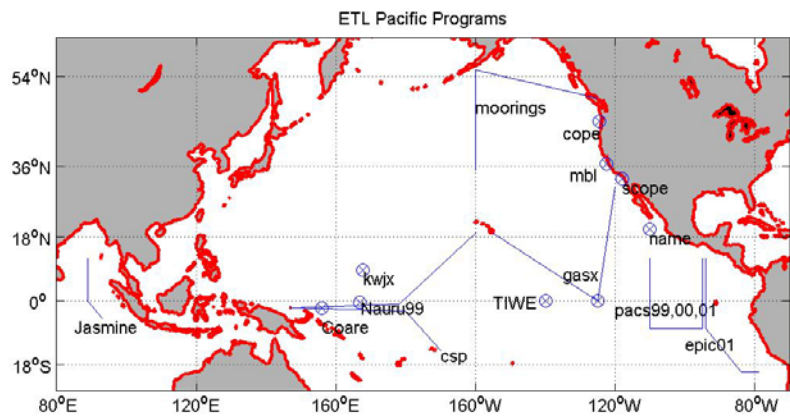 ETL Pacific Programs
54°N
moorings
cope
36°N
mbl
scope
18°N
name
kwjx
gasx
0°
Nauru99
TIWE
pacs99,00,01
Jasmine
Coare
epic01
csp
18°S
80°E
120°E
160°E
160°W
120°W
80°W